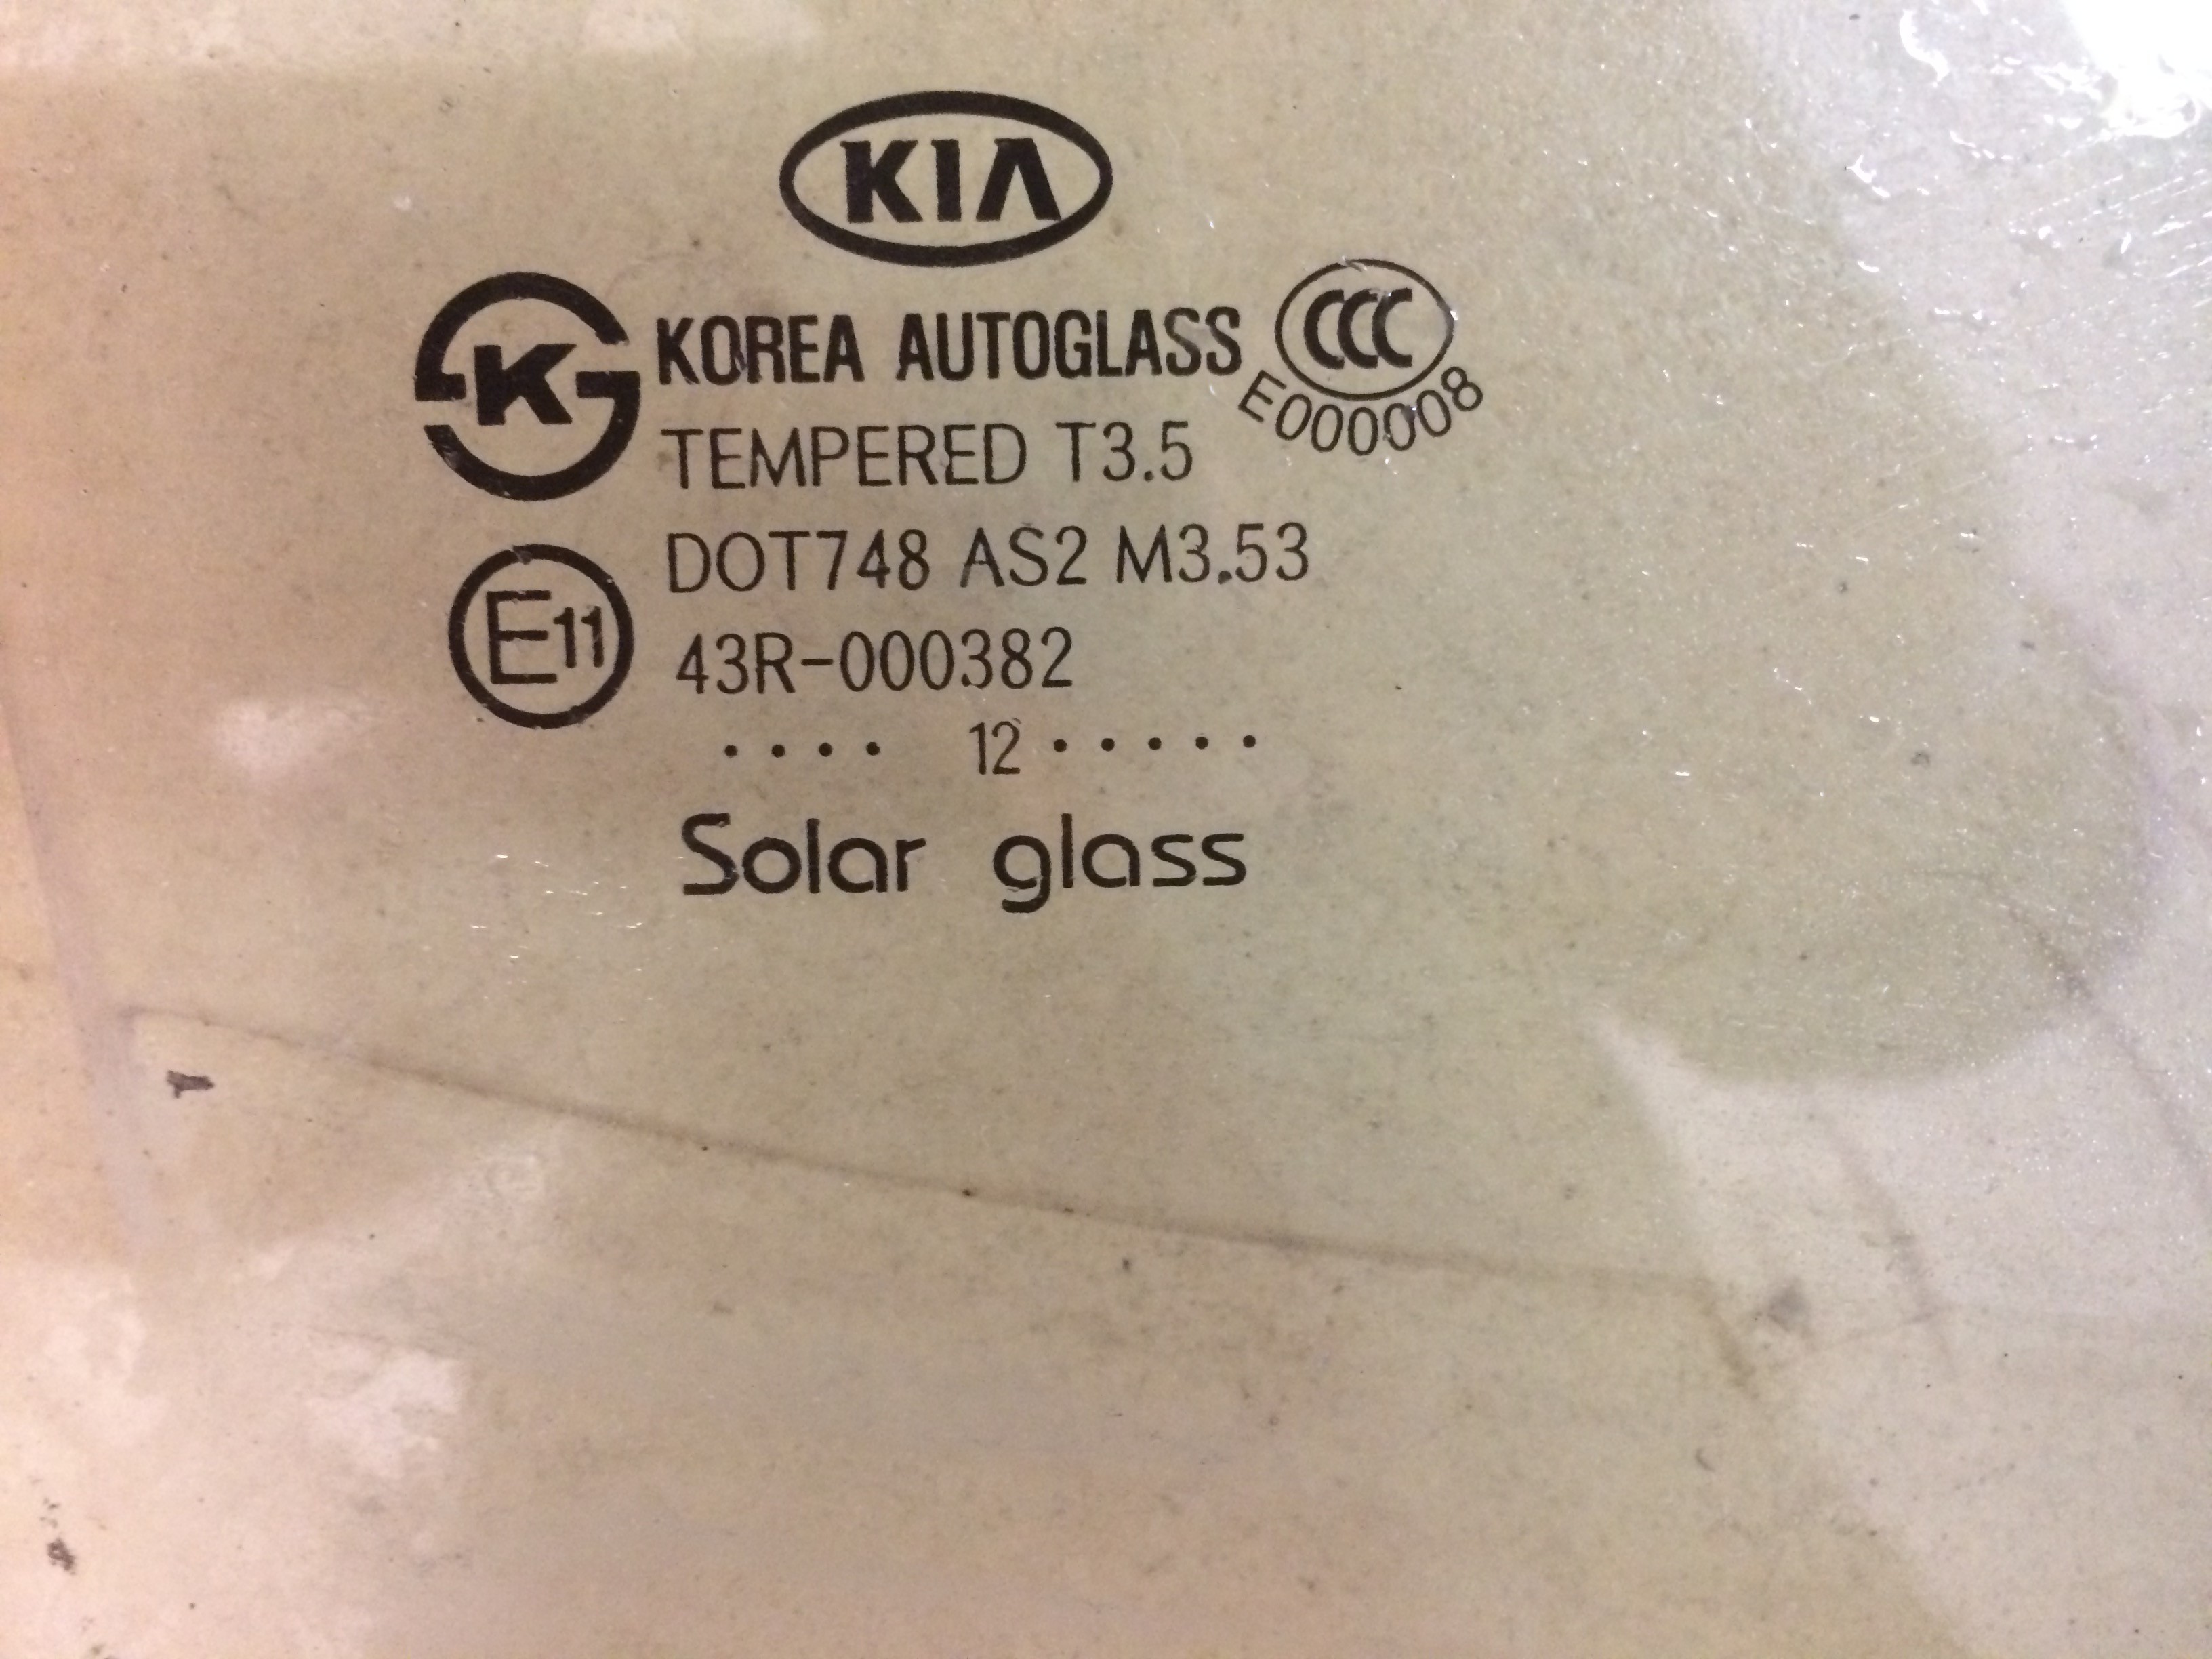 KIA
K KOREA AUTOGLASS CCC
E000008
TEMPERED T3.5
DOT748 AS2 M3.53
E11 43R-000382
.... 12.....
Solar glass